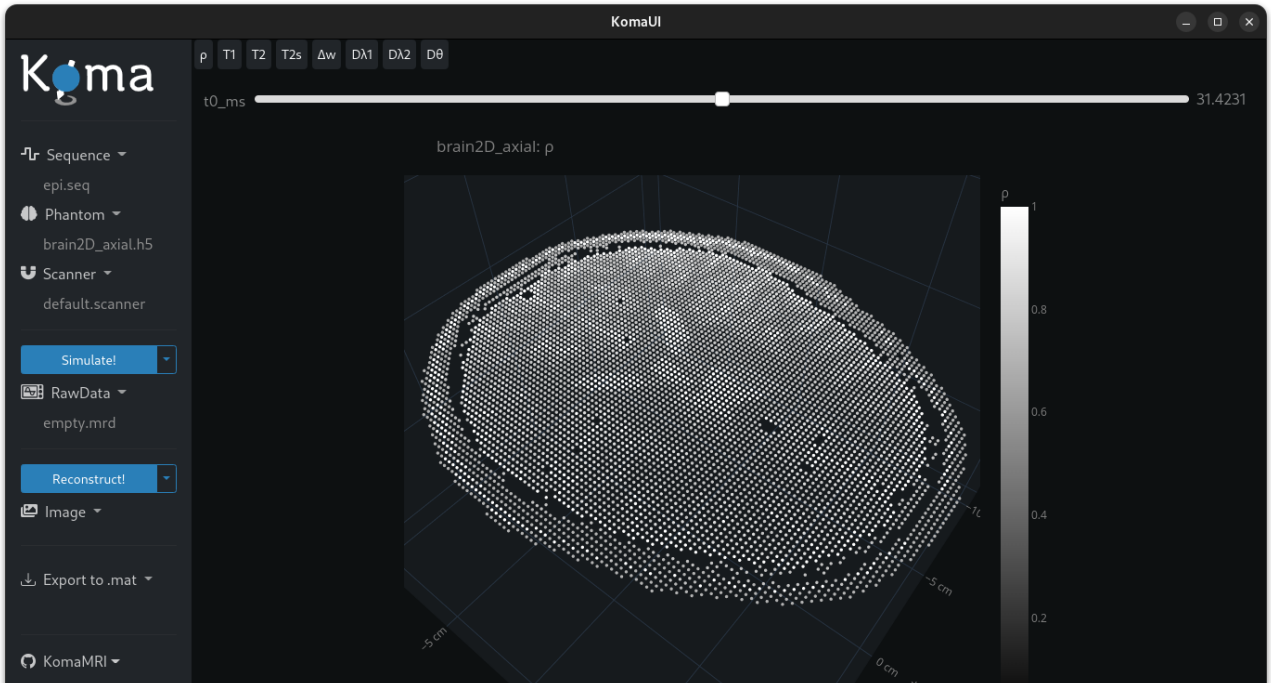 KomaUI
Koma
ρ T1 T2 T2s Δw Dλ1 Dλ2 Dθ
t0_ms 31.4231
Sequence
epi.seq
Phantom
brain2D_axial.h5
Scanner
default.scanner
Simulate!
RawData
empty.mrd
Reconstruct!
Image
Export to .mat
KomaMRI
brain2D_axial: ρ
ρ
1
0.8
0.6
0.4
0.2
−5 cm
0 cm
−5 cm